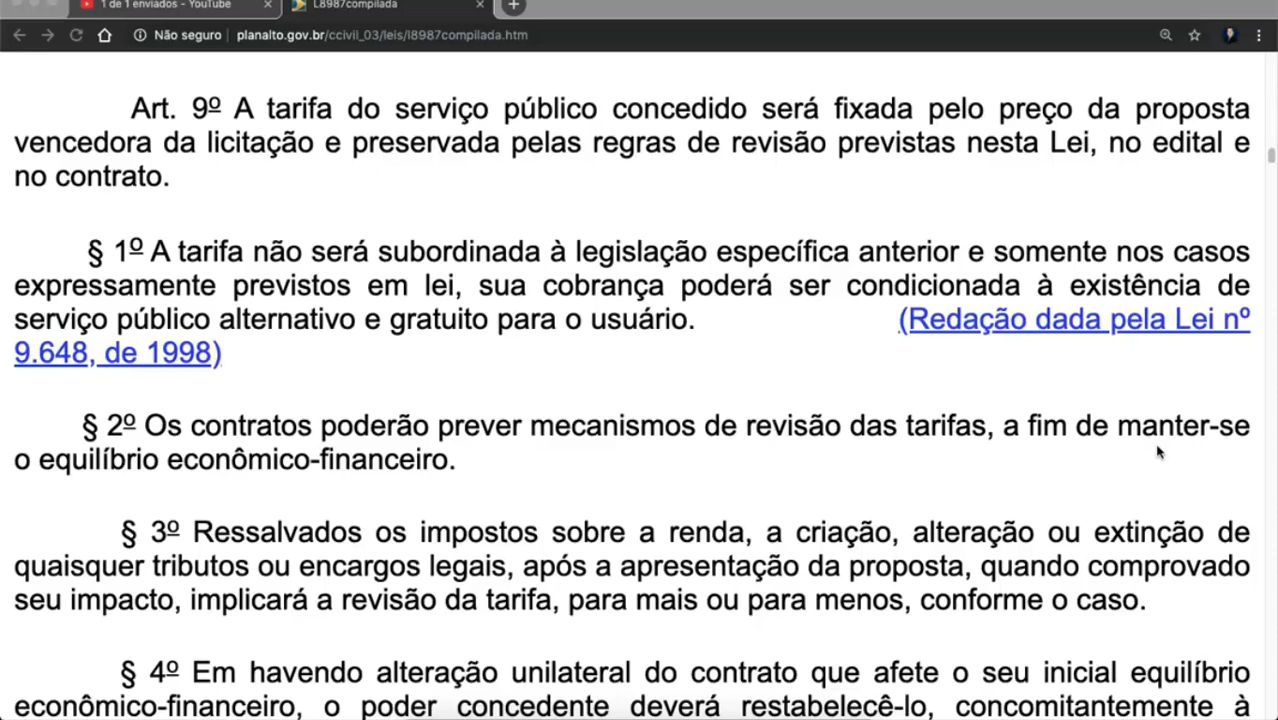 1 de 1 enviados - YouTube × L8987compilada × +
Não seguro | planalto.gov.br/ccivil_03/leis/l8987compilada.htm
Art. 9º A tarifa do serviço público concedido será fixada pelo preço da proposta
vencedora da licitação e preservada pelas regras de revisão previstas nesta Lei, no edital e
no contrato.
§ 1º A tarifa não será subordinada à legislação específica anterior e somente nos casos
expressamente previstos em lei, sua cobrança poderá ser condicionada à existência de
serviço público alternativo e gratuito para o usuário. (Redação dada pela Lei nº
9.648, de 1998)
§ 2º Os contratos poderão prever mecanismos de revisão das tarifas, a fim de manter-se
o equilíbrio econômico-financeiro.
§ 3º Ressalvados os impostos sobre a renda, a criação, alteração ou extinção de
quaisquer tributos ou encargos legais, após a apresentação da proposta, quando comprovado
seu impacto, implicará a revisão da tarifa, para mais ou para menos, conforme o caso.
§ 4º Em havendo alteração unilateral do contrato que afete o seu inicial equilíbrio
econômico-financeiro, o poder concedente deverá restabelecê-lo, concomitantemente à